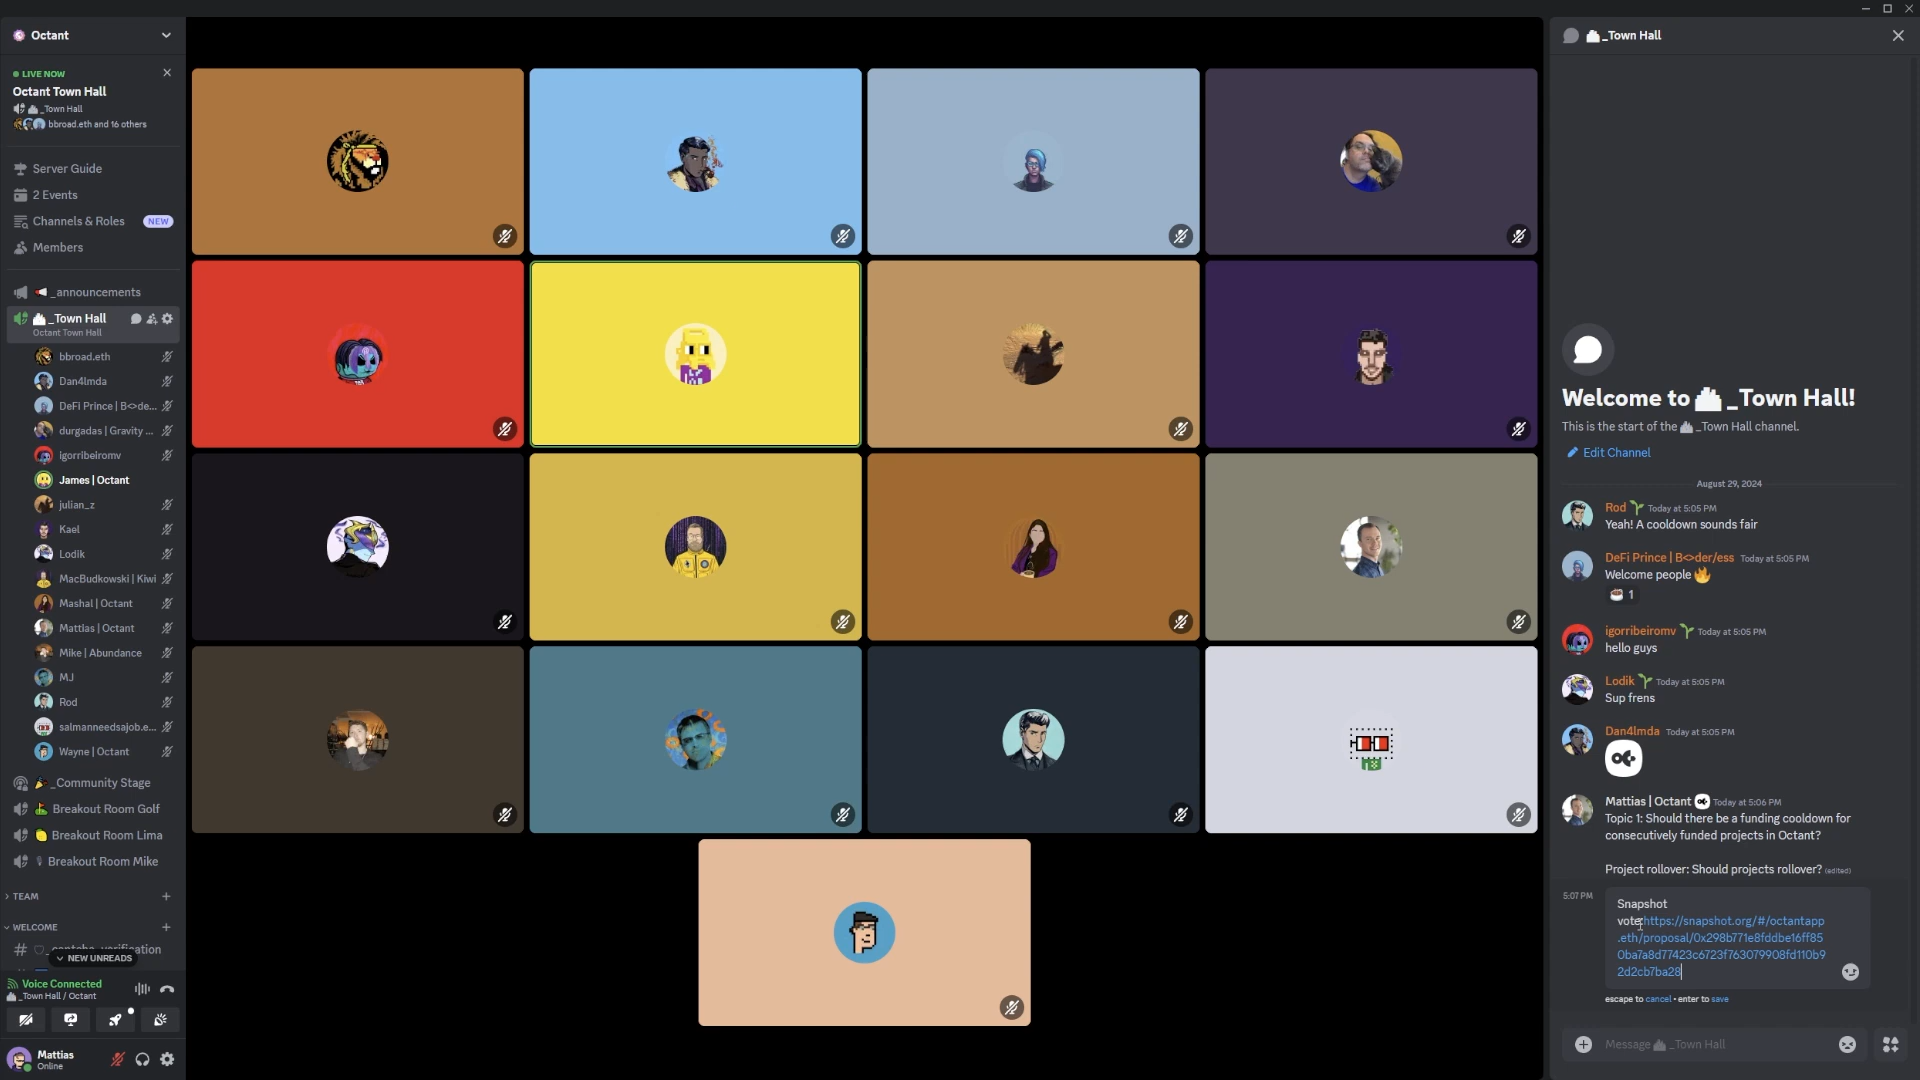 Octant
LIVE NOW
Octant Town Hall
_Town Hall
bbroad.eth and 16 others
Server Guide
2 Events
Channels & Roles NEW
Members
_announcements
_Town Hall
Octant Town Hall
bbroad.eth
Dan4lmda
DeFi Prince | B<>de...
durgadas | Gravity ...
igorribeiromv
James | Octant
julian_z
Kael
Lodik
MacBudkowski | Kiwi
Mashal | Octant
MattIas | Octant
Mike | Abundance
MJ
Rod
salmanneedsajob.e...
Wayne | Octant
_Community Stage
Breakout Room Golf
Breakout Room Lima
Breakout Room Mike
TEAM
WELCOME
NEW UNREADS
Voice Connected
_Town Hall / Octant
Mattias
Online
_Town Hall
Welcome to _Town Hall!
This is the start of the _Town Hall channel.
Edit Channel
August 29, 2024
Rod Today at 5:05 PM
Yeah! A cooldown sounds fair
DeFi Prince | B<>der/ess Today at 5:05 PM
Welcome people
1
igorribeiromv Today at 5:05 PM
hello guys
Lodik Today at 5:05 PM
Sup frens
Dan4lmda Today at 5:05 PM
Mattias | Octant Today at 5:06 PM
Topic 1: Should there be a funding cooldown for
consecutively funded projects in Octant?
Project rollover: Should projects rollover? (edited)
5:07 PM
Snapshot
vote:https://snapshot.org/#/octantapp
.eth/proposal/0x298b771e8fddbe16ff85
0ba7a8d77423c6723f763079908fd110b9
2d2cb7ba28
escape to cancel • enter to save
Message _Town Hall